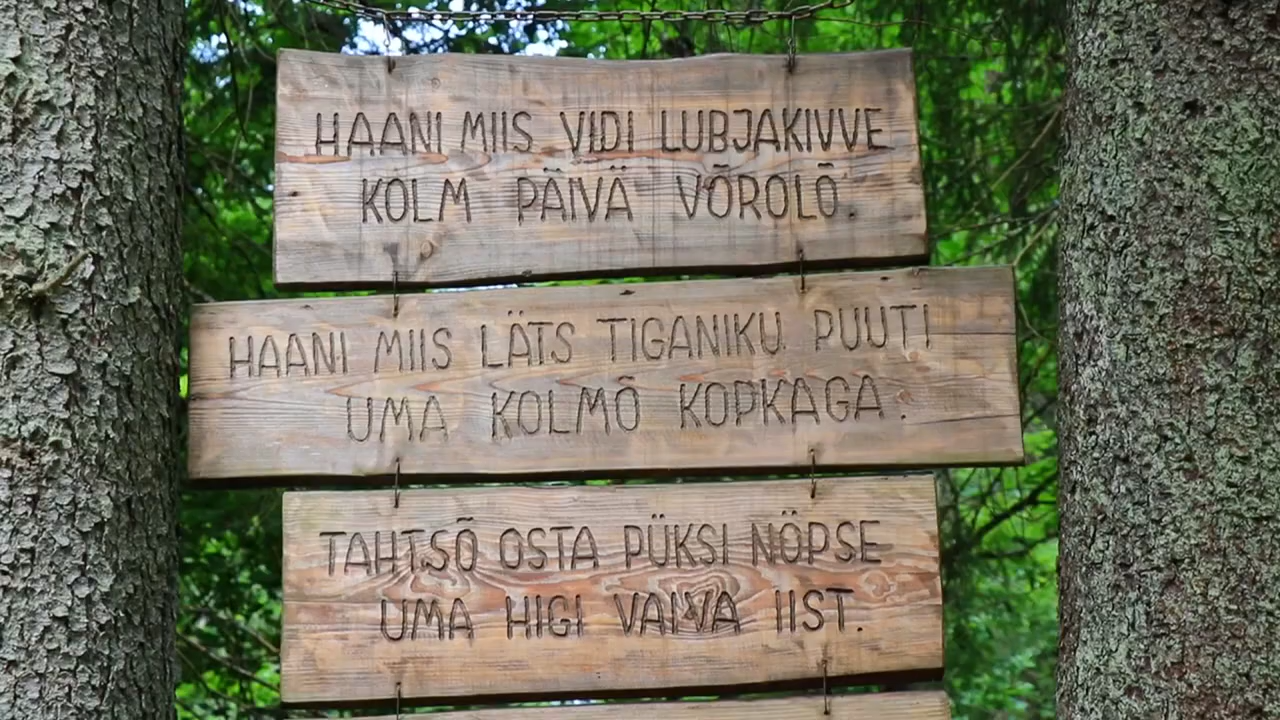 HAANI MIIS VIDI LUBJAKIVVE
KOLM PÄIVÄ VÕROLÕ.
HAANI MIIS LÄTS TIGANIKU PUUTI
UMA KOLMÕ KOPKAGA.
TAHTSÕ OSTA PÜKSI NÖPSE
UMA HIGI VAIVA IIST.